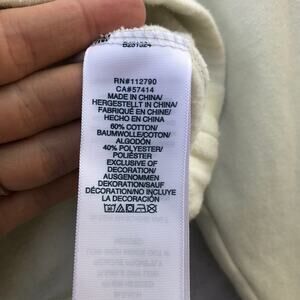 RN#112790
CA#57414
MADE IN CHINA/
HERGESTELLT IN CHINA/
FABRIQUÉ EN CHINE/
HECHO EN CHINA
60% COTTON/
BAUMWOLLE/COTON/
ALGODÓN
40% POLYESTER/
POLIÉSTER
EXCLUSIVE OF
DECORATION/
AUSGENOMMEN
DEKORATION/SAUF
DÉCORATION/NO INCLUYE
LA DECORACIÓN